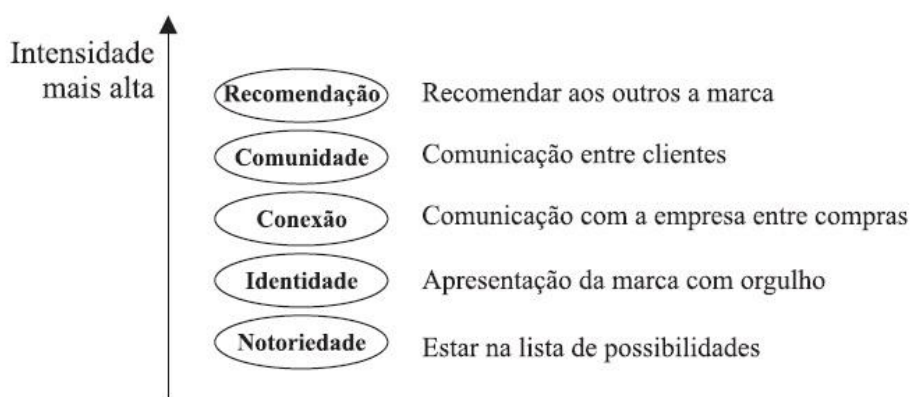 Intensidade
mais alta
Recomendação Recomendar aos outros a marca
Comunidade Comunicação entre clientes
Conexão Comunicação com a empresa entre compras
Identidade Apresentação da marca com orgulho
Notoriedade Estar na lista de possibilidades